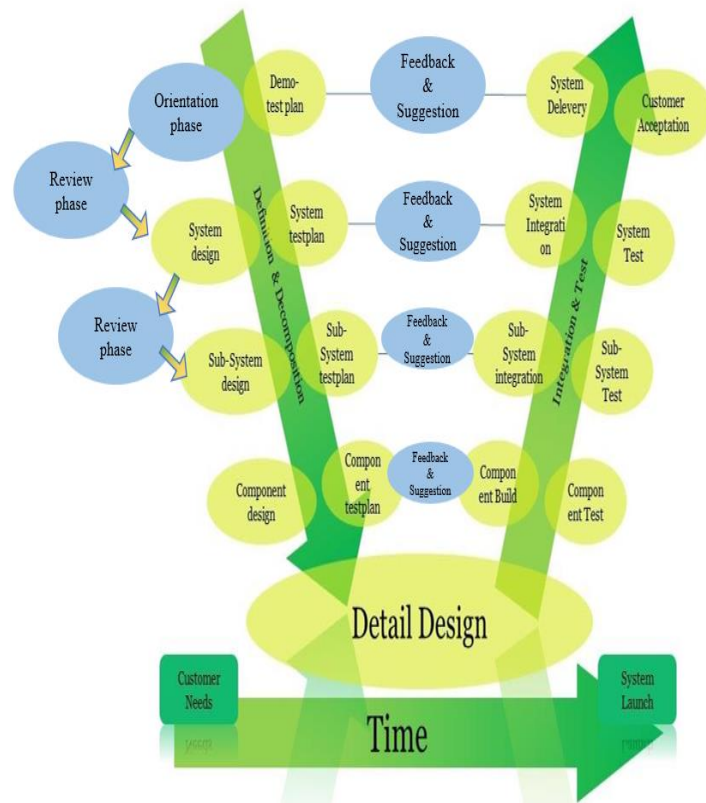 Orientation
phase
Demo-
test plan
Feedback
&
Suggestion
System
Delevery
Customer
Acceptation
Review
phase
System
design
Definition & Decomposition
System
testplan
Feedback
&
Suggestion
System
Integrati
on
System
Test
Integration & Test
Review
phase
Sub-System
design
Sub-
System
testplan
Feedback
&
Suggestion
Sub-
System
integration
Sub-
System
Test
Component
design
Compon
ent
testplan
Feedback
&
Suggestion
Compon
ent Build
Compon
ent Test
Detail Design
Customer
Needs
System
Launch
Time